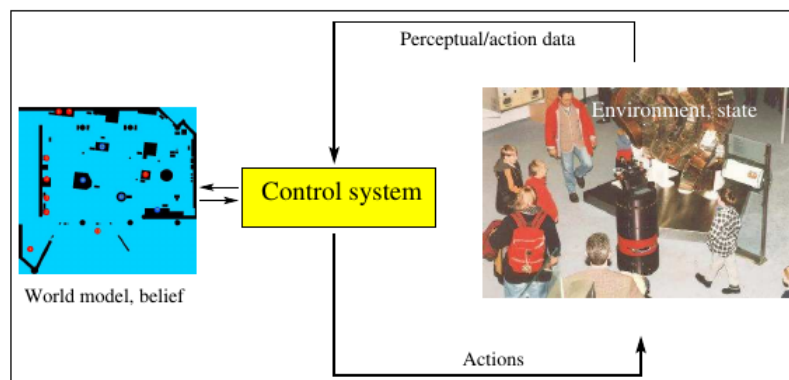 Perceptual/action data
Environment, state
Control system
World model, belief
Actions